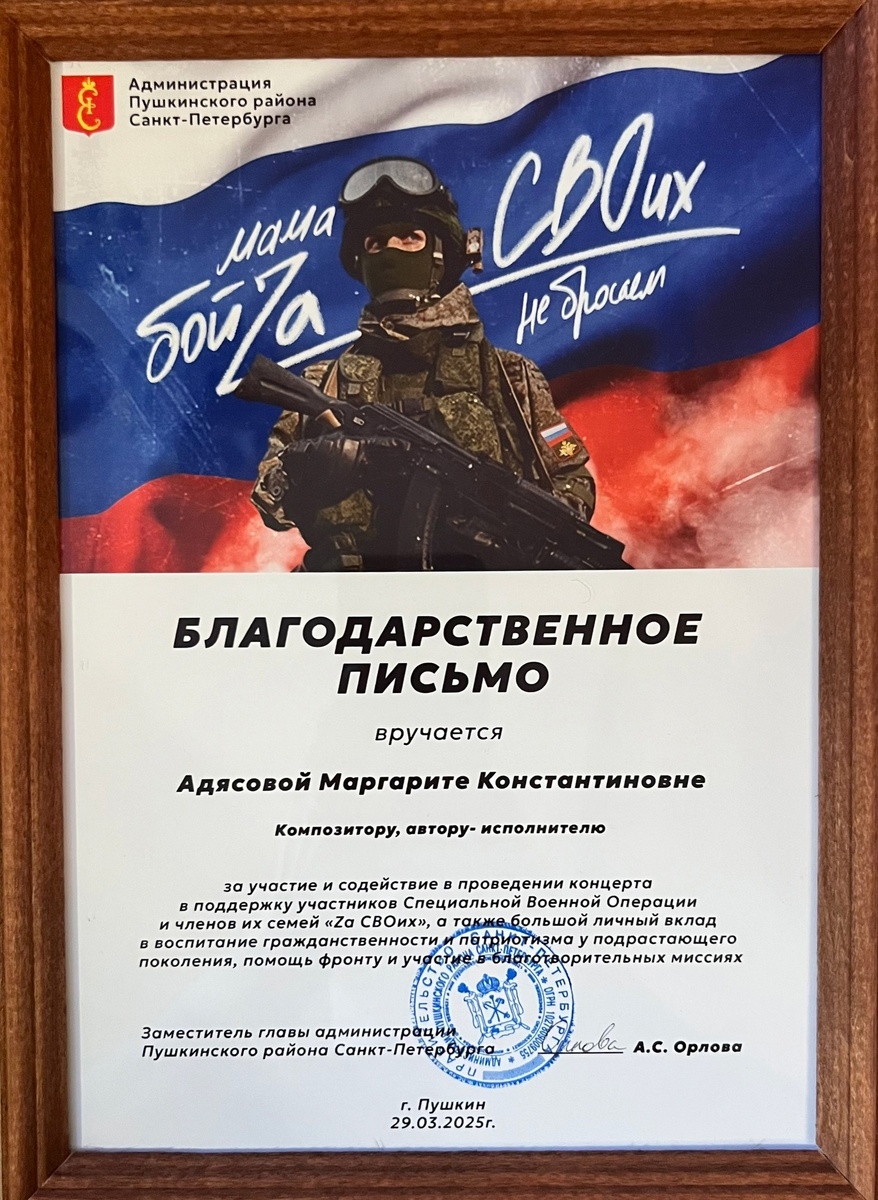 Администрация
Пушкинского района
Санкт-Петербурга
мама
бойZа
СВОих
не бросаем
БЛАГОДАРСТВЕННОЕ
ПИСЬМО
вручается
Адясовой Маргарите Константиновне
Композитору, автору- исполнителю
за участие и содействие в проведении концерта
в поддержку участников Специальной Военной Операции
и членов их семей «Zа СВОих», а также большой личный вклад
в воспитание гражданственности и патриотизма у подрастающего
поколения, помощь фронту и участие в благотворительных миссиях
Заместитель главы администрации
Пушкинского района Санкт-Петербурга
А.С. Орлова
г. Пушкин
29.03.2025г.